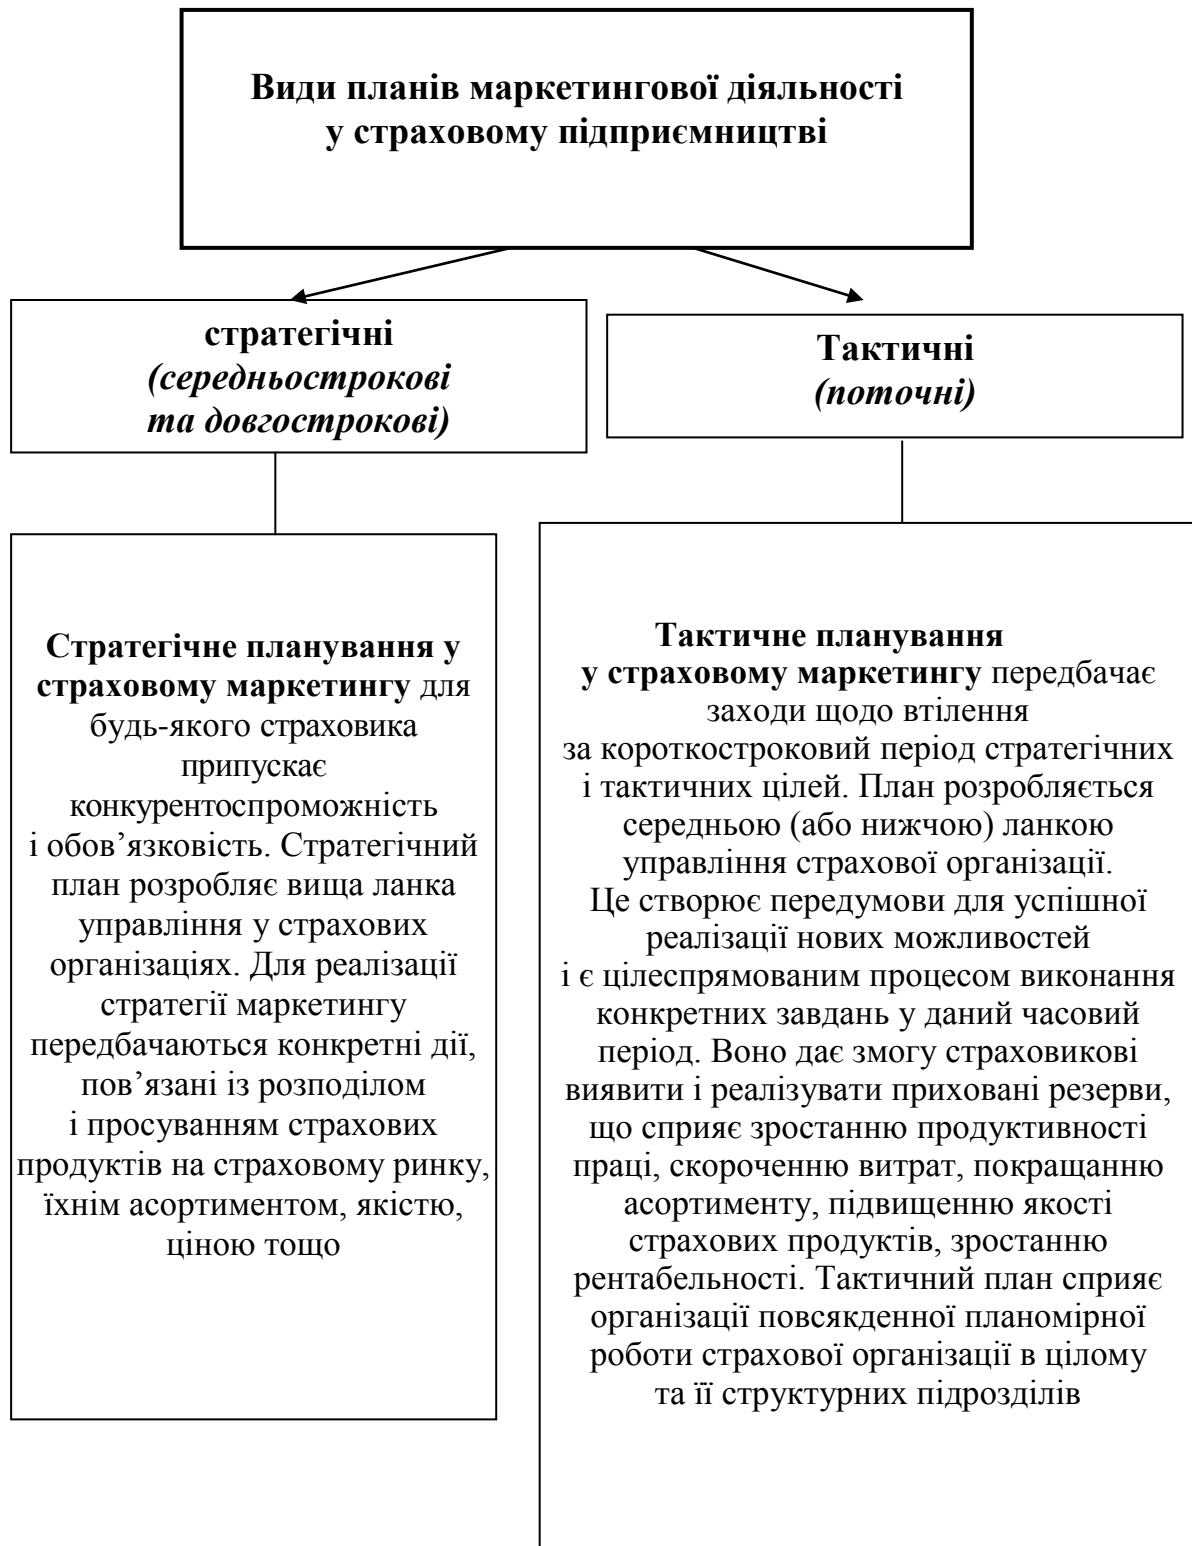 Види планів маркетингової діяльності
у страховому підприємництві
стратегічні
(середньострокові
та довгострокові)
Тактичні
(поточні)
Стратегічне планування у
страховому маркетингу для
будь-якого страховика
припускає
конкурентоспроможність
і обов’язковість. Стратегічний
план розробляє вища ланка
управління у страхових
організаціях. Для реалізації
стратегії маркетингу
передбачаються конкретні дії,
пов’язані із розподілом
і просуванням страхових
продуктів на страховому ринку,
їхнім асортиментом, якістю,
ціною тощо
Тактичне планування
у страховому маркетингу передбачає
заходи щодо втілення
за короткостроковий період стратегічних
і тактичних цілей. План розробляється
середньою (або нижчою) ланкою
управління страхової організації.
Це створює передумови для успішної
реалізації нових можливостей
і є цілеспрямованим процесом виконання
конкретних завдань у даний часовий
період. Воно дає змогу страховикові
виявити і реалізувати приховані резерви,
що сприяє зростанню продуктивності
праці, скороченню витрат, покращанню
асортименту, підвищенню якості
страхових продуктів, зростанню
рентабельності. Тактичний план сприяє
організації повсякденної планомірної
роботи страхової організації в цілому
та її структурних підрозділів